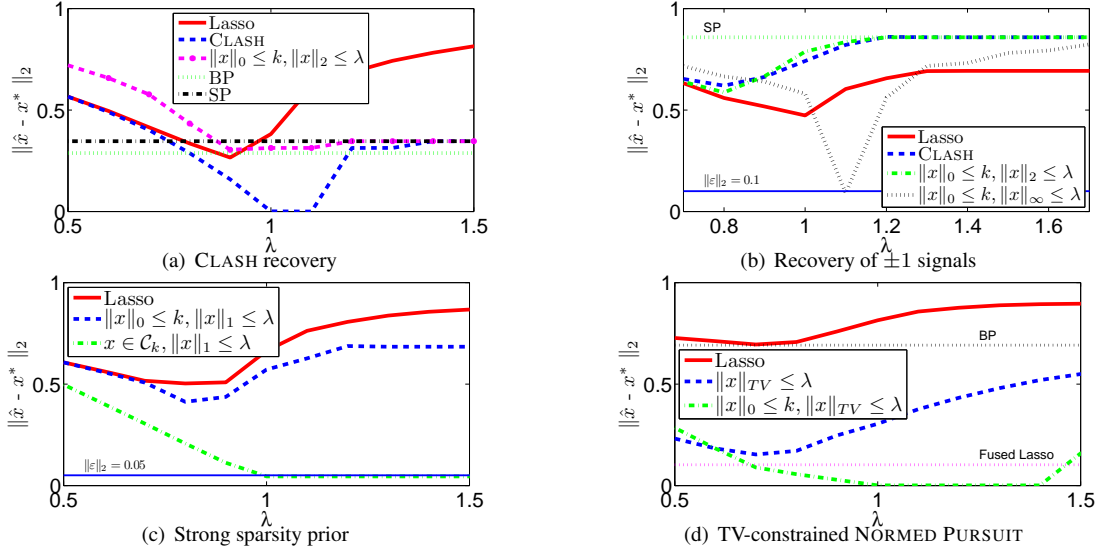 1
0.5
0
0.5
1
1.5
λ
‖x̂ - x*‖₂
Lasso
CLASH
‖x‖₀ ≤ k, ‖x‖₂ ≤ λ
BP
SP
(a) CLASH recovery
1
0.5
0
0.8
1
1.2
1.4
1.6
λ
‖x̂ - x*‖₂
SP
‖ε‖₂ = 0.1
Lasso
CLASH
‖x‖₀ ≤ k, ‖x‖₂ ≤ λ
‖x‖₀ ≤ k, ‖x‖∞ ≤ λ
(b) Recovery of ±1 signals
1
0.5
0
0.5
1
1.5
λ
‖x̂ - x*‖₂
Lasso
‖x‖₀ ≤ k, ‖x‖₁ ≤ λ
x ∈ 𝒞ₖ, ‖x‖₁ ≤ λ
‖ε‖₂ = 0.05
(c) Strong sparsity prior
1
0.5
0
0.5
1
1.5
λ
‖x̂ - x*‖₂
BP
Lasso
‖x‖_TV ≤ λ
‖x‖₀ ≤ k, ‖x‖_TV ≤ λ
Fused Lasso
(d) TV-constrained NORMED PURSUIT